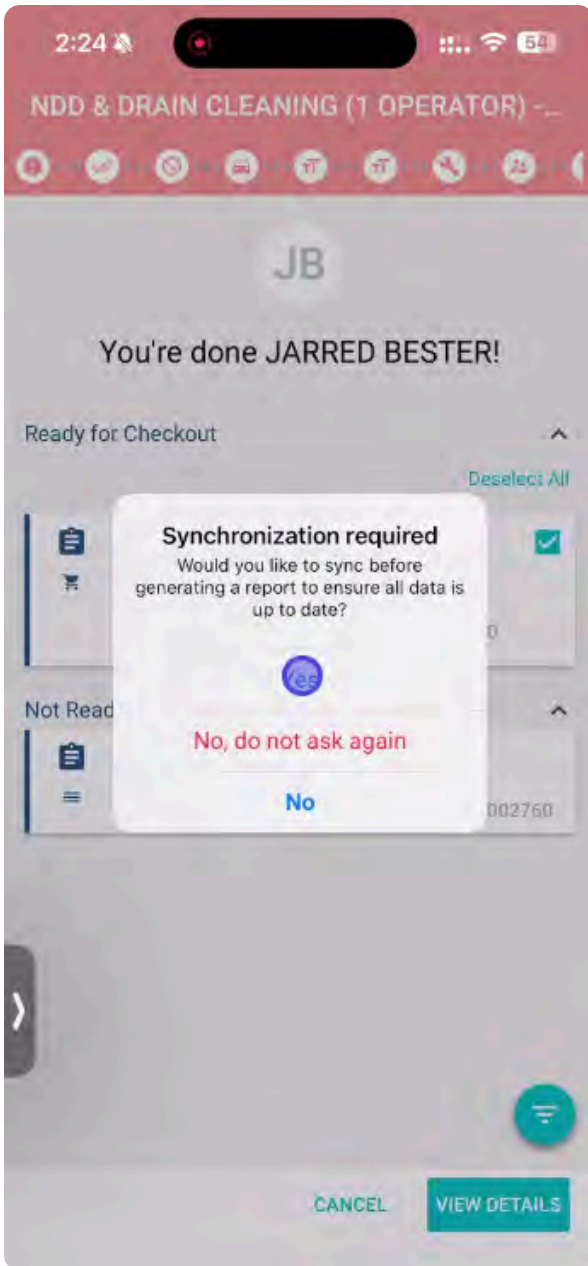 2:24
54
NDD & DRAIN CLEANING (1 OPERATOR) -...
JB
You're done JARRED BESTER!
Ready for Checkout
Deselect All
Synchronization required
Would you like to sync before
generating a report to ensure all data is
up to date?
Yes
0
Not Read
No, do not ask again
No
002760
CANCEL
VIEW DETAILS